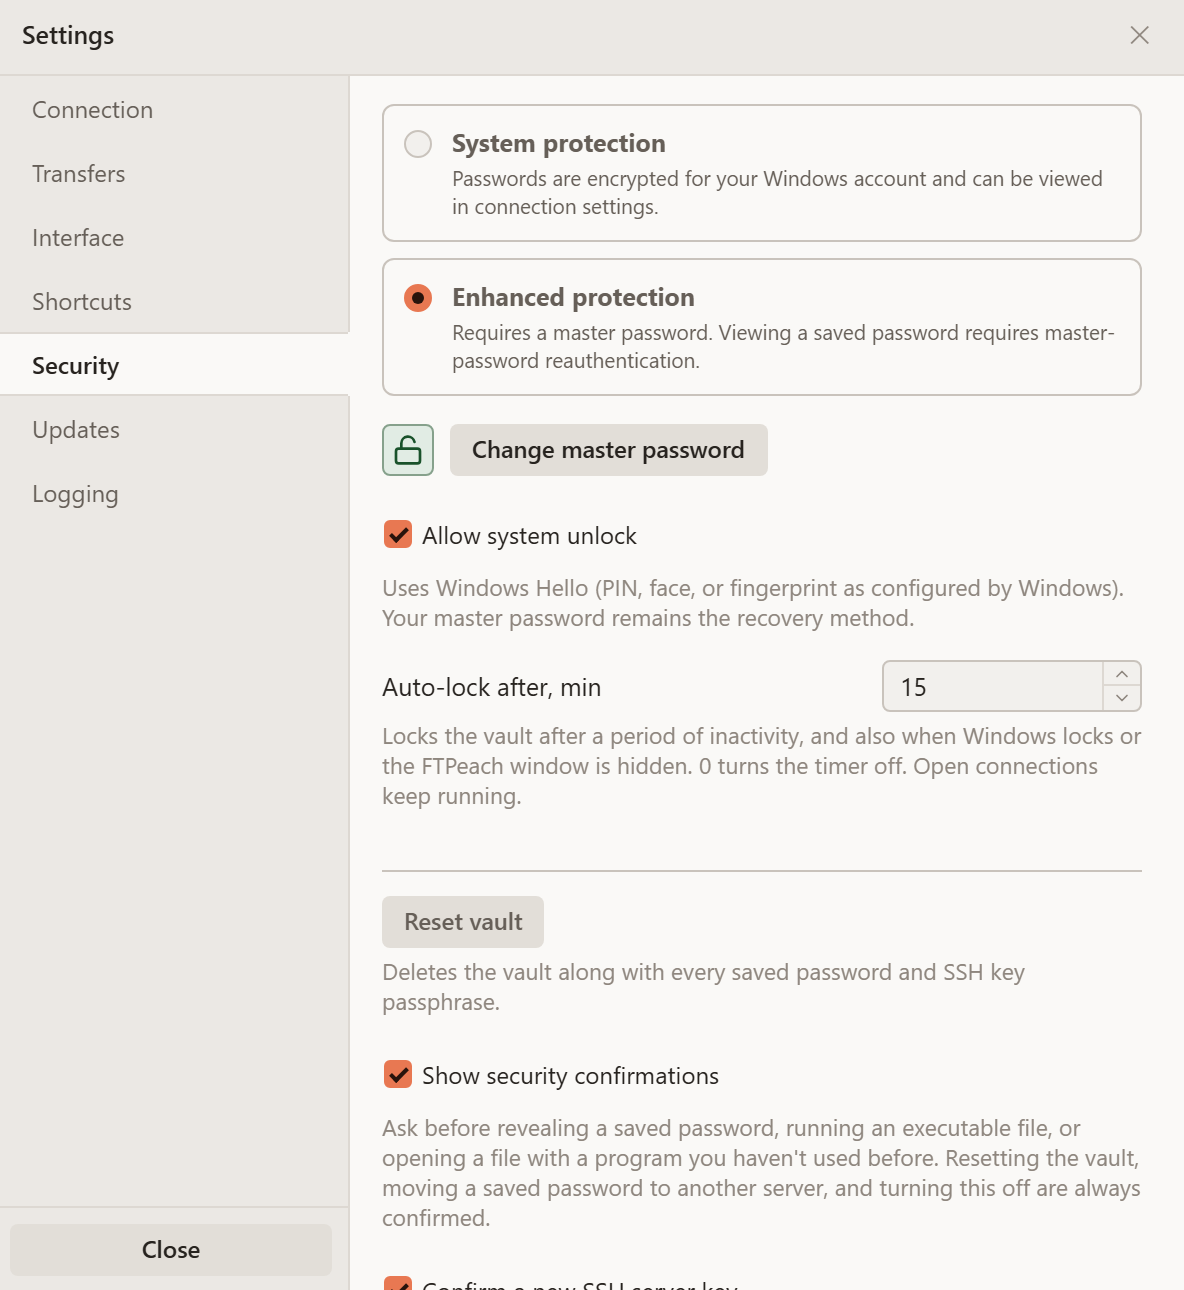 Settings
Connection
Transfers
Interface
Shortcuts
Security
Updates
Logging
Close
System protection
Passwords are encrypted for your Windows account and can be viewed
in connection settings.
Enhanced protection
Requires a master password. Viewing a saved password requires master-
password reauthentication.
Change master password
Allow system unlock
Uses Windows Hello (PIN, face, or fingerprint as configured by Windows).
Your master password remains the recovery method.
Auto-lock after, min
15
Locks the vault after a period of inactivity, and also when Windows locks or
the FTPeach window is hidden. 0 turns the timer off. Open connections
keep running.
Reset vault
Deletes the vault along with every saved password and SSH key
passphrase.
Show security confirmations
Ask before revealing a saved password, running an executable file, or
opening a file with a program you haven't used before. Resetting the vault,
moving a saved password to another server, and turning this off are always
confirmed.
Confirm a new SSH server key